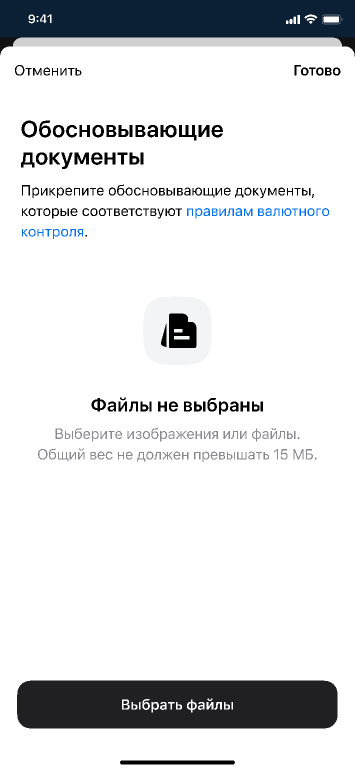 9:41
Отменить
Готово
Обосновывающие
документы
Прикрепите обосновывающие документы,
которые соответствуют правилам валютного
контроля.
Файлы не выбраны
Выберите изображения или файлы.
Общий вес не должен превышать 15 МБ.
Выбрать файлы